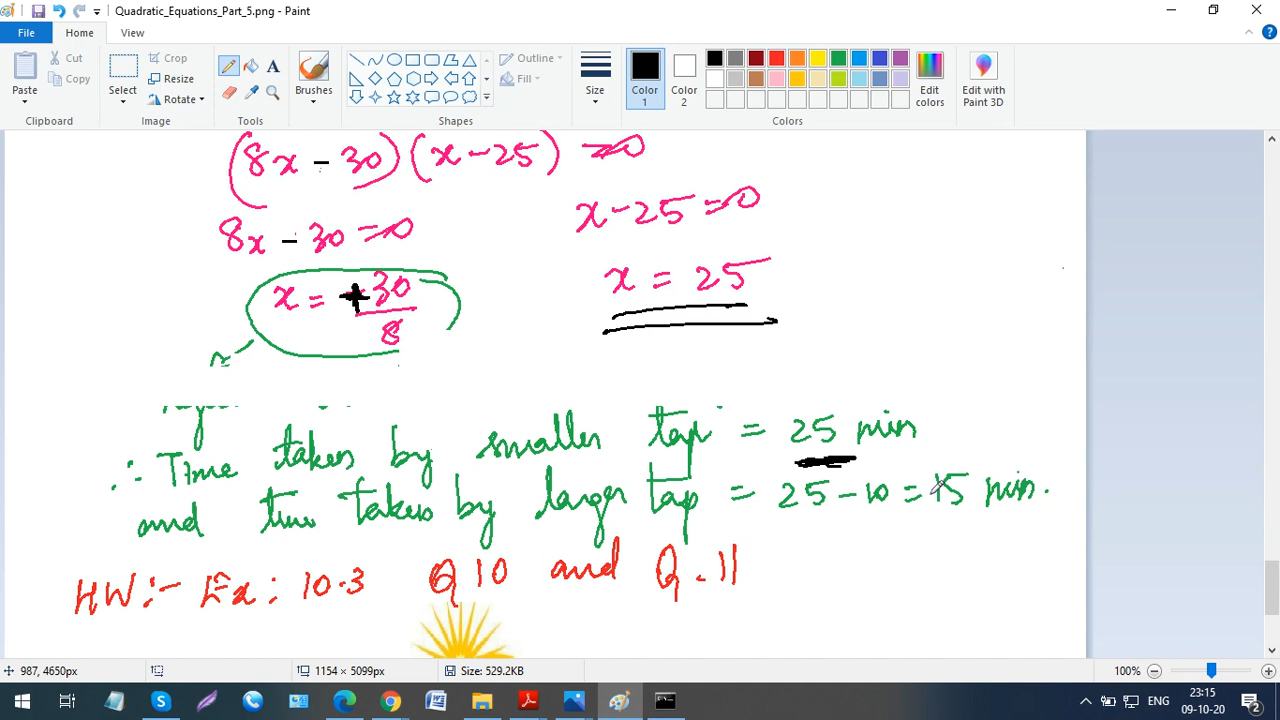 Quadratic_Equations_Part_5.png - Paint
File Home View
Paste
Cut
Copy
Clipboard
Select
Crop
Resize
Rotate
Image
Tools
Brushes
Shapes
Outline
Fill
Size
Color 1
Color 2
Edit colors
Edit with Paint 3D
Colors
(8x - 30) (x - 25) = 0
8x - 30 = 0
x - 25 = 0
x = + 30/8
x = 25
∴ Time taken by smaller tap = 25 min
and time taken by larger tap = 25 - 10 = 15 min.
HW:- Ex: 10.3 Q 10 and Q. 11
987, 4650px
1154 × 5099px
Size: 529.2KB
100%
ENG
23:15
09-10-20
2